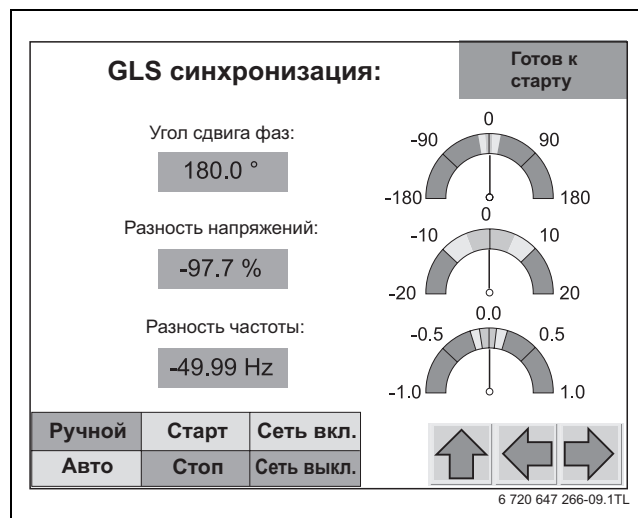 GLS синхронизация:
Готов к
старту
Угол сдвига фаз:
180.0 °
0
-90
90
-180
180
Разность напряжений:
-97.7 %
0
-10
10
-20
20
Разность частоты:
-49.99 Hz
0.0
-0.5
0.5
-1.0
1.0
Ручной Старт Сеть вкл.
Авто Стоп Сеть выкл.
6 720 647 266-09.1TL